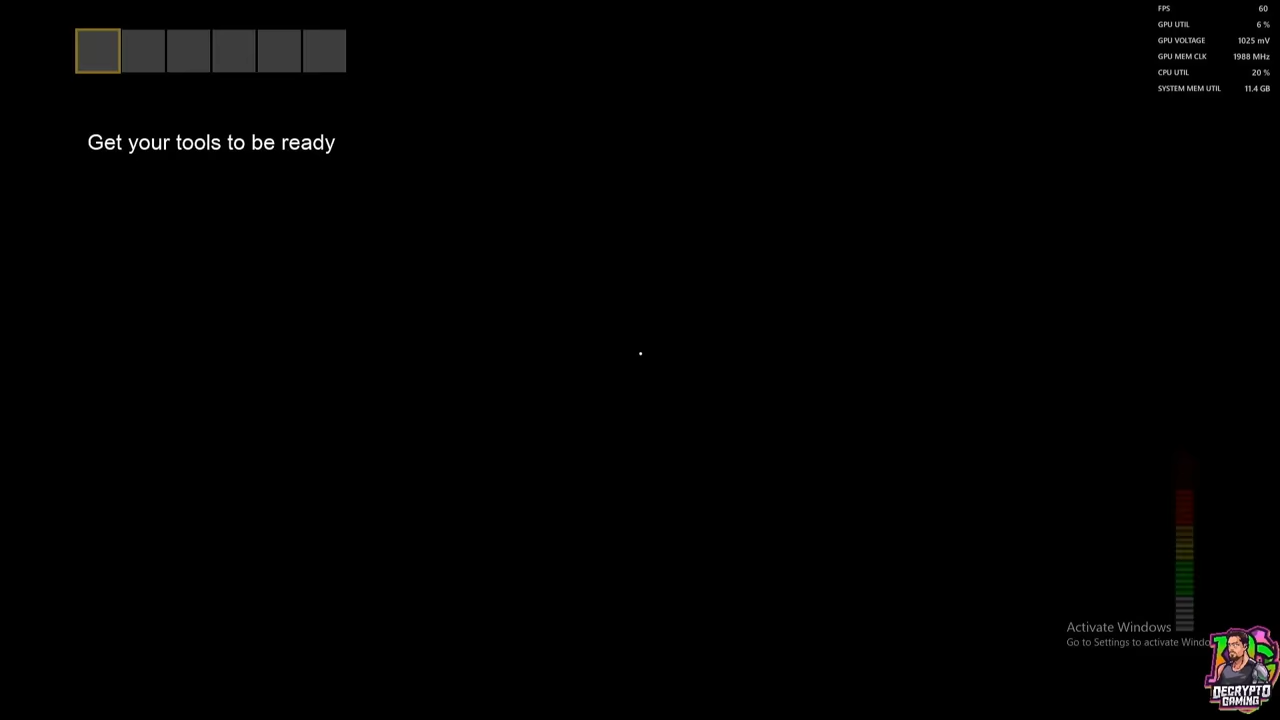 FPS 60
GPU UTIL 6 %
GPU VOLTAGE 1025 mV
GPU MEM CLK 1988 MHz
CPU UTIL 20 %
SYSTEM MEM UTIL 11.4 GB
Get your tools to be ready
Activate Windows
Go to Settings to activate Windo
DECRYPTO
GAMING